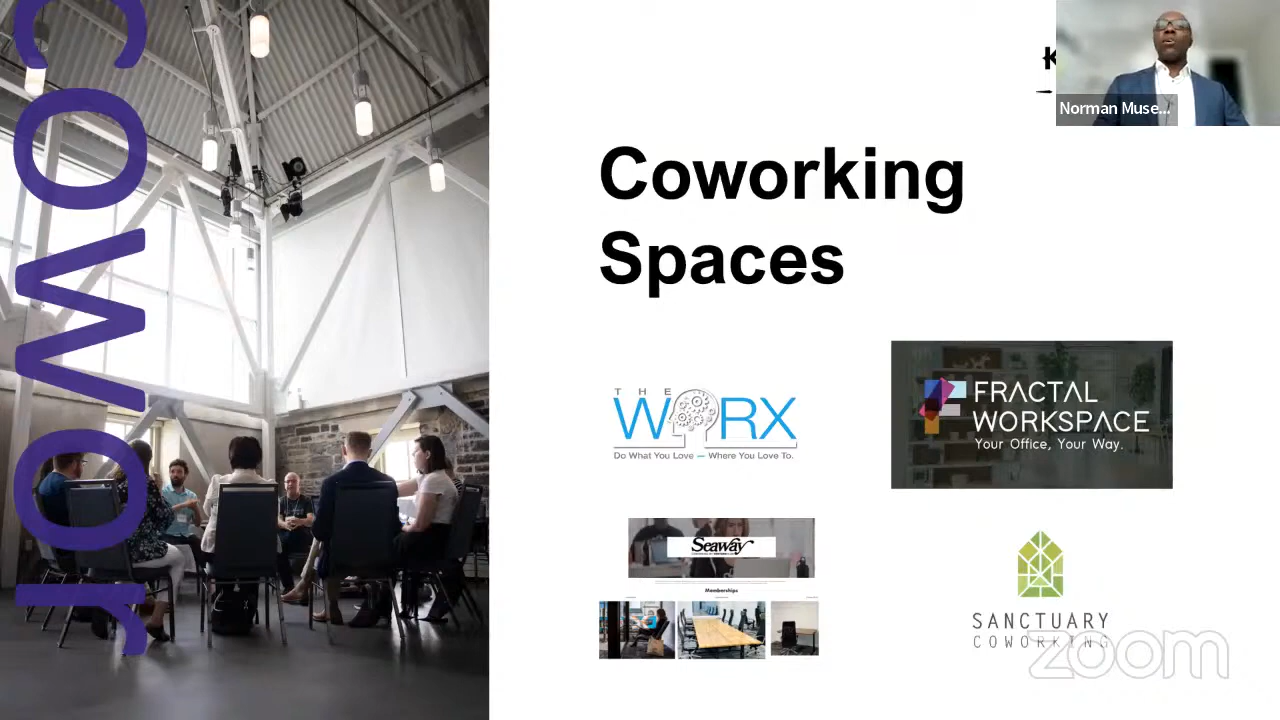 cowor
K
Norman Muse...
Coworking
Spaces
THE
WORX
Do What You Love — Where You Love To.
FRACTAL
WORKSPACE
Your Office, Your Way.
Seaway
Memberships
SANCTUARY
COWORKING
zoom